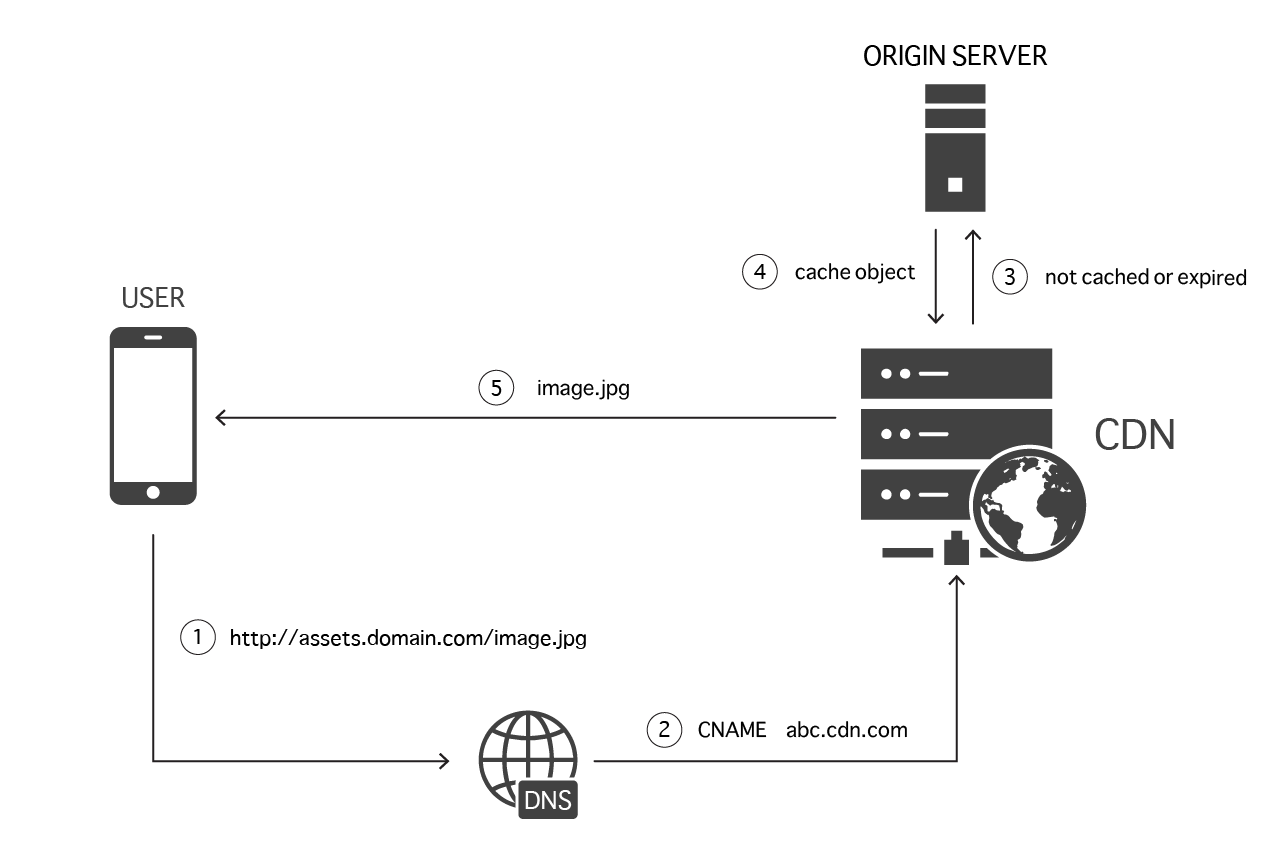 ORIGIN SERVER
4 cache object
3 not cached or expired
USER
5 image.jpg
CDN
1 http://assets.domain.com/image.jpg
2 CNAME abc.cdn.com
DNS